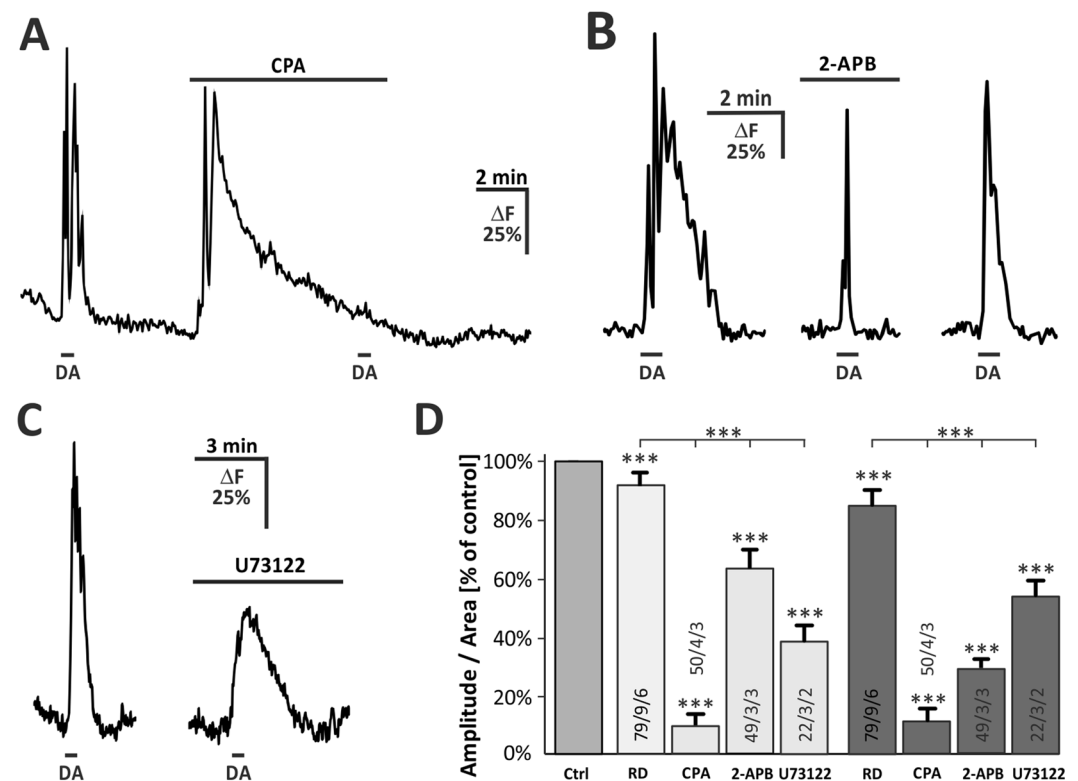 A
CPA
2 min
ΔF
25%
DA
DA
B
2-APB
2 min
ΔF
25%
DA
DA
DA
C
3 min
ΔF
25%
U73122
DA
DA
D
Amplitude / Area [% of control]
100%
80%
60%
40%
20%
0%
***
***
***
***
***
***
***
***
***
***
79/9/6
50/4/3
49/3/3
22/3/2
79/9/6
50/4/3
49/3/3
22/3/2
Ctrl
RD
CPA
2-APB
U73122
RD
CPA
2-APB
U73122